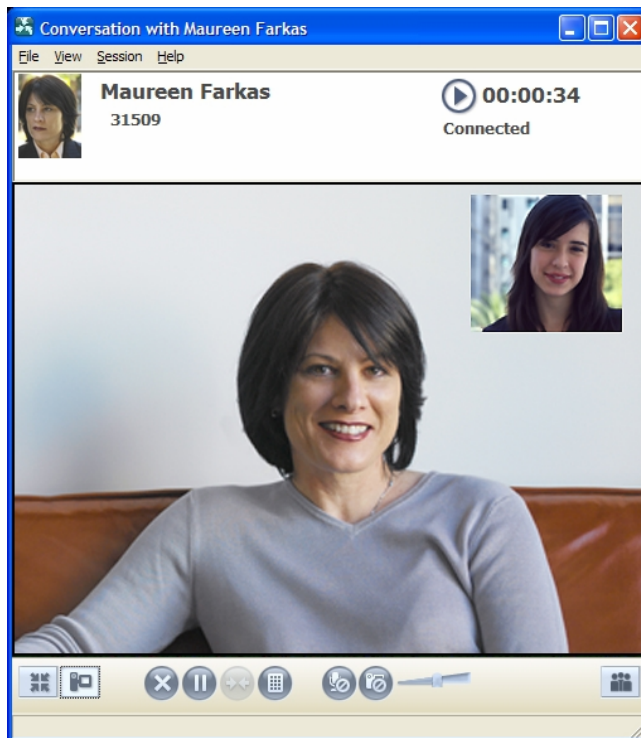 Conversation with Maureen Farkas
File View Session Help
Maureen Farkas
00:00:34
31509
Connected